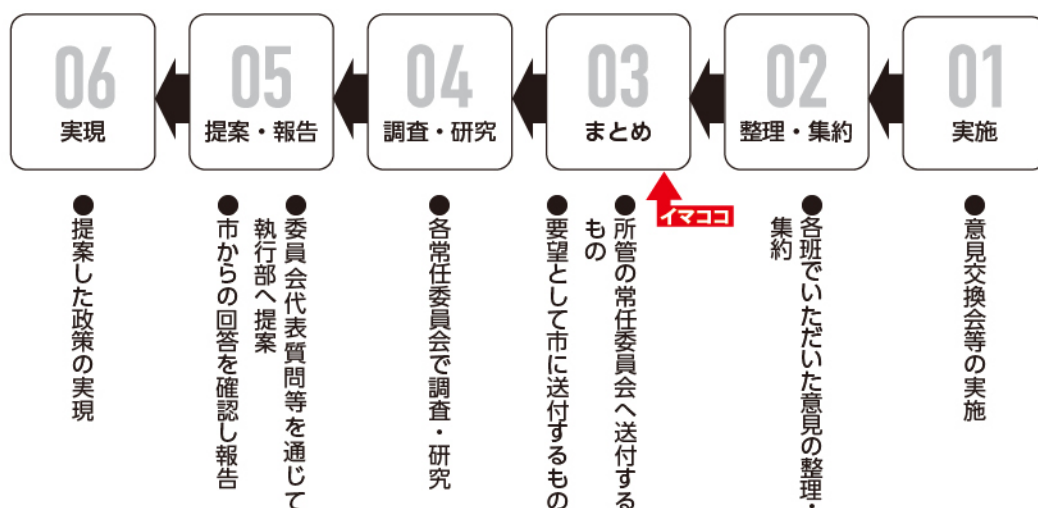 01
実施
●意見交換会等の実施
02
整理・集約
●各班でいただいた意見の整理・
集約
03
まとめ
イマココ
●所管の常任委員会へ送付する
もの
●要望として市に送付するもの
04
調査・研究
●各常任委員会で調査・研究
05
提案・報告
●委員会代表質問等を通じて
執行部へ提案
●市からの回答を確認し報告
06
実現
●提案した政策の実現